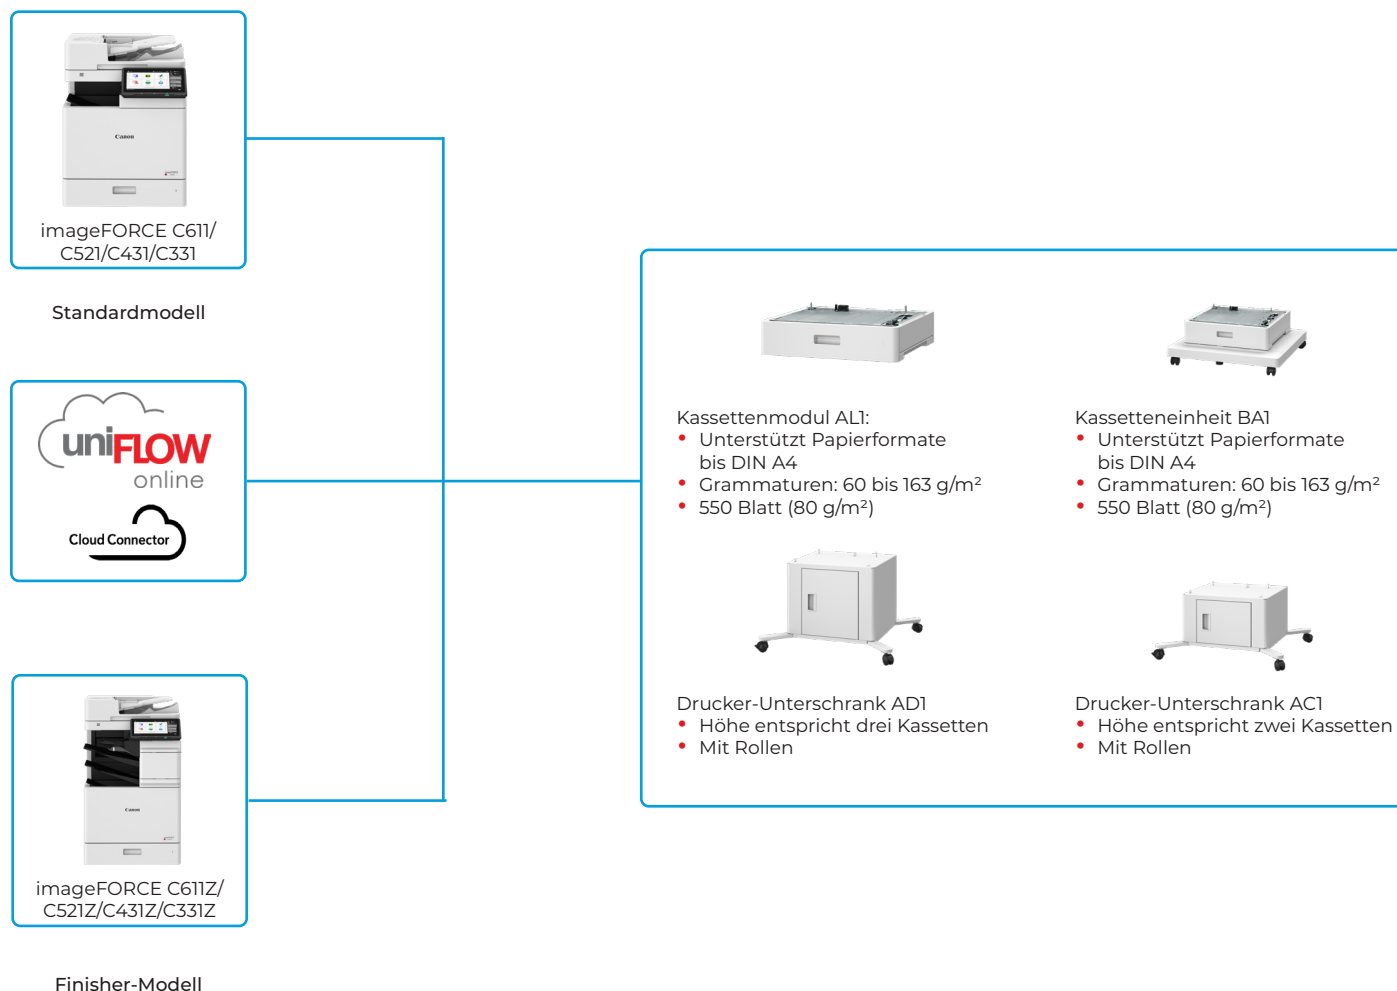 Canon
imageFORCE C611/
C521/C431/C331
Standardmodell
uniFLOW
online
Cloud Connector
Canon
imageFORCE C611Z/
C521Z/C431Z/C331Z
Finisher-Modell
Kassettenmodul AL1:
• Unterstützt Papierformate
bis DIN A4
• Grammaturen: 60 bis 163 g/m²
• 550 Blatt (80 g/m²)
Kassetteneinheit BA1
• Unterstützt Papierformate
bis DIN A4
• Grammaturen: 60 bis 163 g/m²
• 550 Blatt (80 g/m²)
Drucker-Unterschrank AD1
• Höhe entspricht drei Kassetten
• Mit Rollen
Drucker-Unterschrank AC1
• Höhe entspricht zwei Kassetten
• Mit Rollen